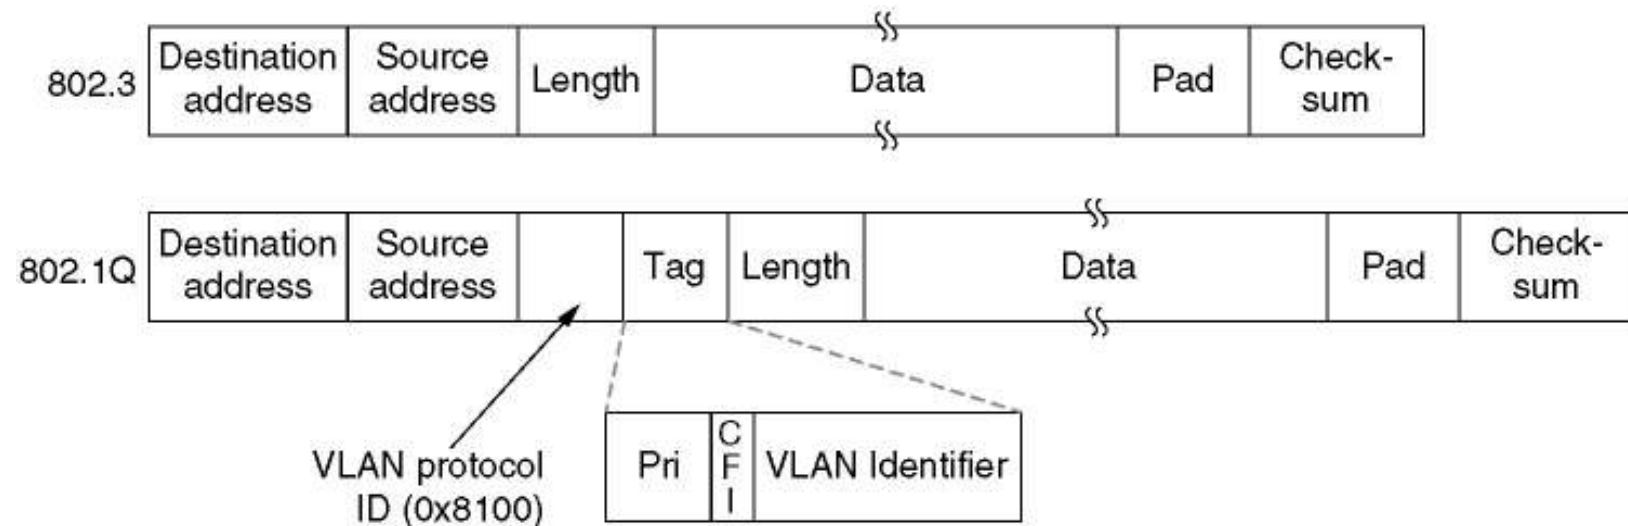 802.3
Destination address
Source address
Length
Data
Pad
Check-
sum
802.1Q
Destination address
Source address
Tag
Length
Data
Pad
Check-
sum
VLAN protocol
ID (0x8100)
Pri
CFI
VLAN Identifier